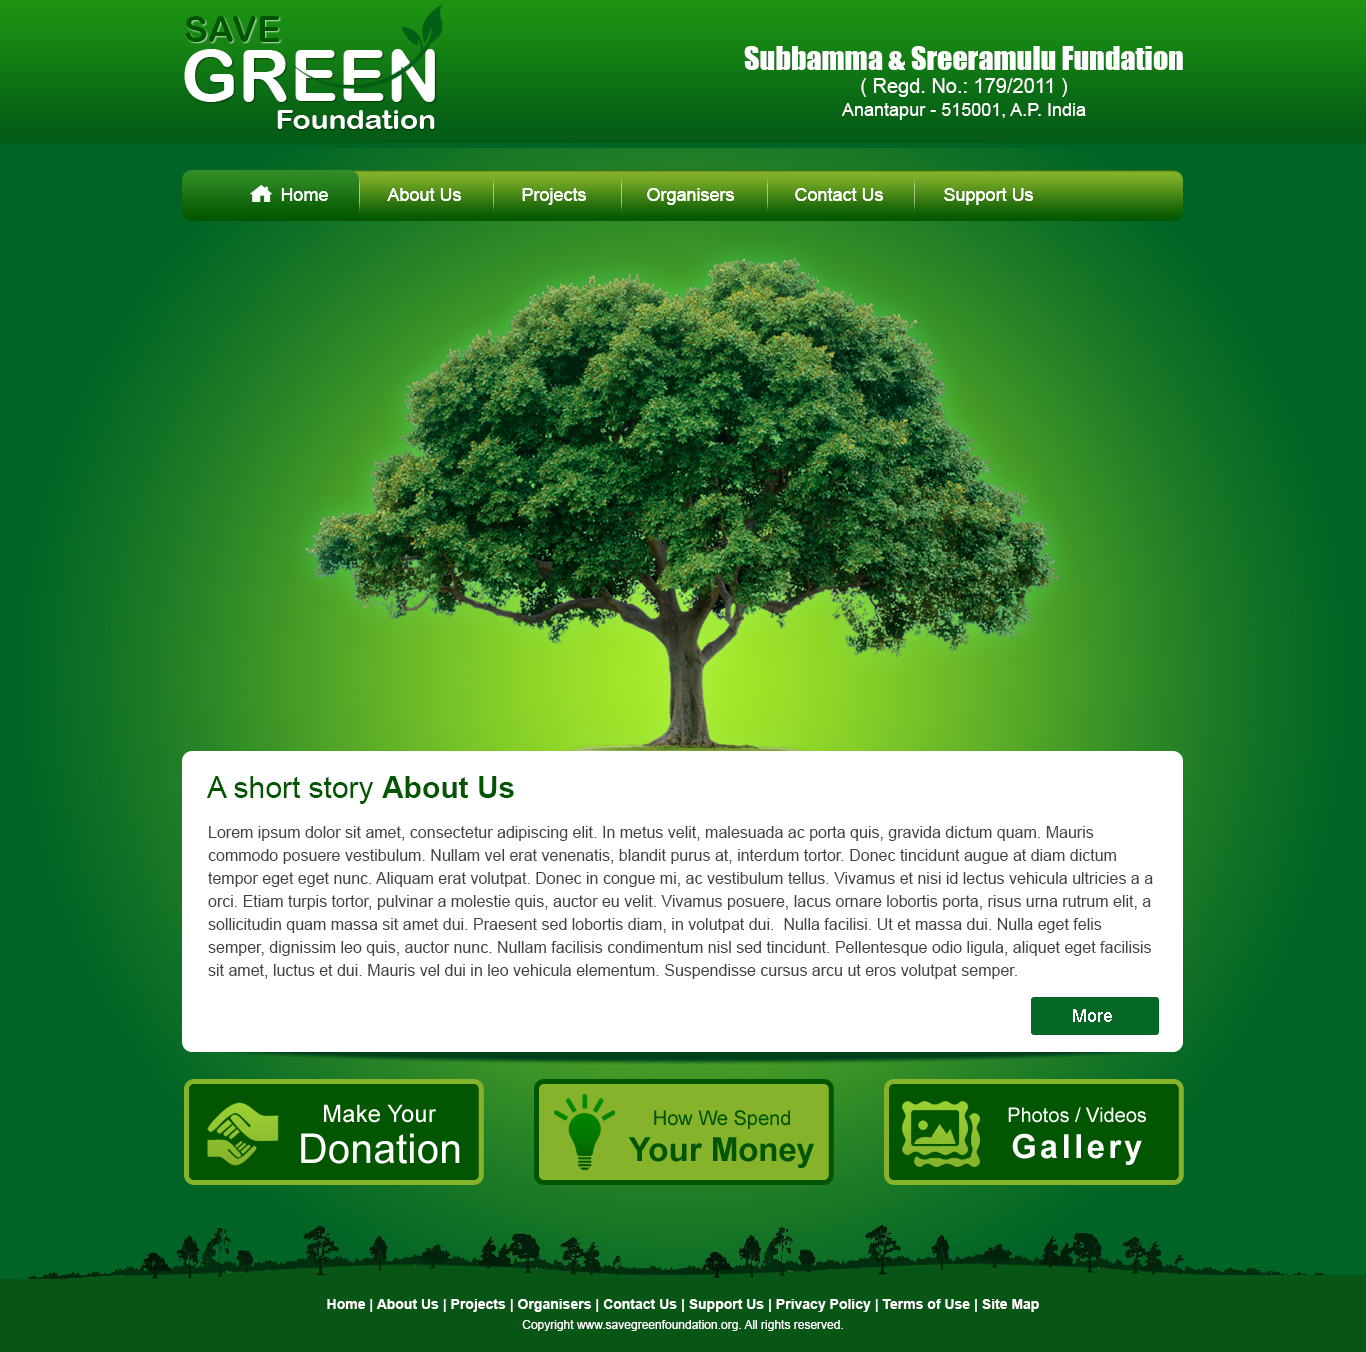 SAVE
GREEN
Foundation
Subbamma & Sreeramulu Fundation
( Regd. No.: 179/2011 )
Anantapur - 515001, A.P. India
Home About Us Projects Organisers Contact Us Support Us
A short story About Us
Lorem ipsum dolor sit amet, consectetur adipiscing elit. In metus velit, malesuada ac porta quis, gravida dictum quam. Mauris
commodo posuere vestibulum. Nullam vel erat venenatis, blandit purus at, interdum tortor. Donec tincidunt augue at diam dictum
tempor eget eget nunc. Aliquam erat volutpat. Donec in congue mi, ac vestibulum tellus. Vivamus et nisi id lectus vehicula ultricies a a
orci. Etiam turpis tortor, pulvinar a molestie quis, auctor eu velit. Vivamus posuere, lacus ornare lobortis porta, risus urna rutrum elit, a
sollicitudin quam massa sit amet dui. Praesent sed lobortis diam, in volutpat dui.  Nulla facilisi. Ut et massa dui. Nulla eget felis
semper, dignissim leo quis, auctor nunc. Nullam facilisis condimentum nisl sed tincidunt. Pellentesque odio ligula, aliquet eget facilisis
sit amet, luctus et dui. Mauris vel dui in leo vehicula elementum. Suspendisse cursus arcu ut eros volutpat semper.
More
Make Your
Donation
How We Spend
Your Money
Photos / Videos
Gallery
Home | About Us | Projects | Organisers | Contact Us | Support Us | Privacy Policy | Terms of Use | Site Map
Copyright www.savegreenfoundation.org. All rights reserved.